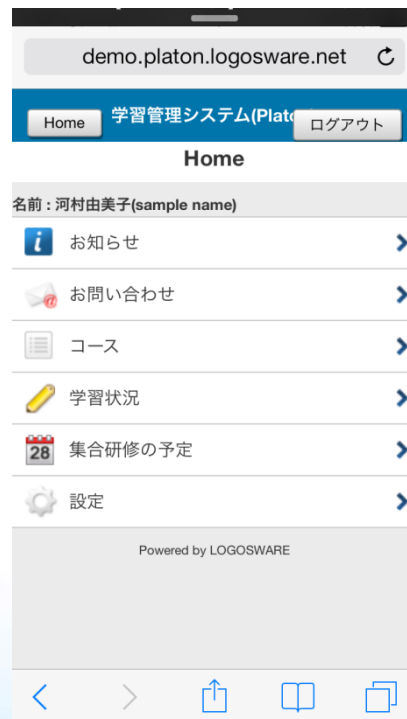 demo.platon.logosware.net
Home
学習管理システム(Plato
ログアウト
Home
名前 : 河村由美子(sample name)
お知らせ
お問い合わせ
コース
学習状況
28
集合研修の予定
設定
Powered by LOGOSWARE